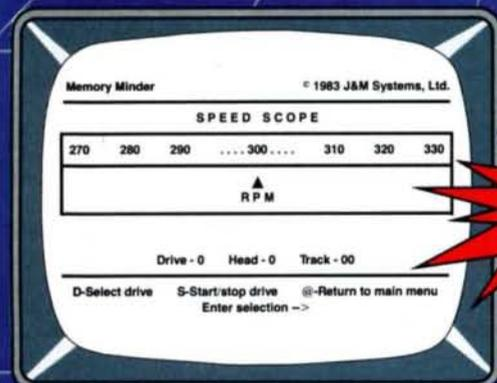 Memory Minder © 1983 J&M Systems, Ltd.
SPEED SCOPE
270 280 290 ....300.... 310 320 330
▲
RPM
Drive - 0 Head - 0 Track - 00
D-Select drive S-Start/stop drive @-Return to main menu
Enter selection -->